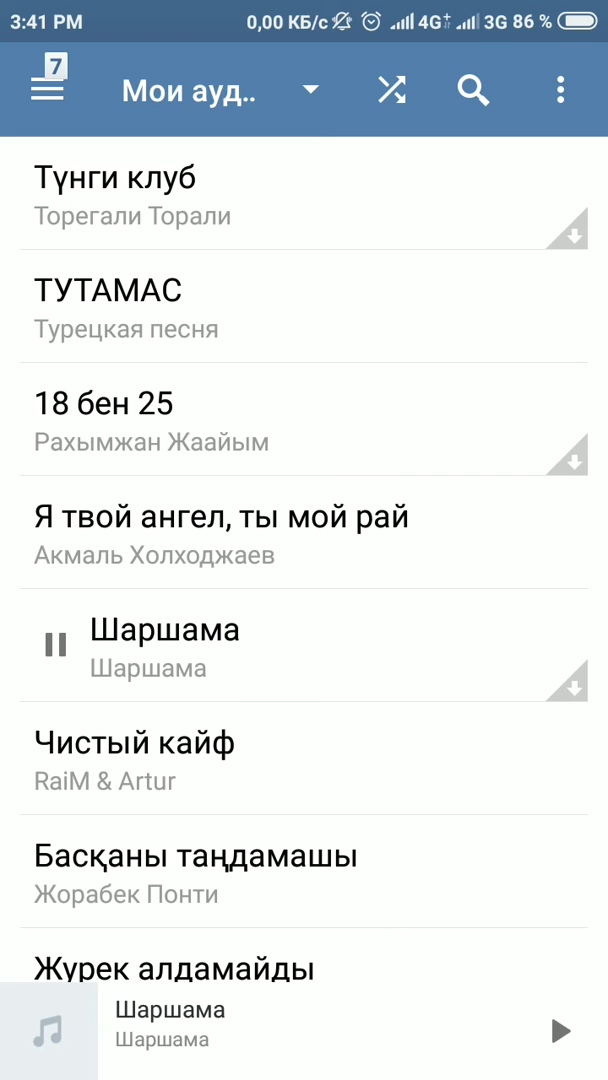 3:41 PM 0,00 КБ/с 4G+ 3G 86 %
7
Мои ауд..
Түнги клуб
Торегали Торали
ТУТАМАС
Турецкая песня
18 бен 25
Рахымжан Жаайым
Я твой ангел, ты мой рай
Акмаль Холходжаев
Шаршама
Шаршама
Чистый кайф
RaiM & Artur
Басқаны таңдамашы
Жорабек Понти
Журек алдамайды
Шаршама
Шаршама